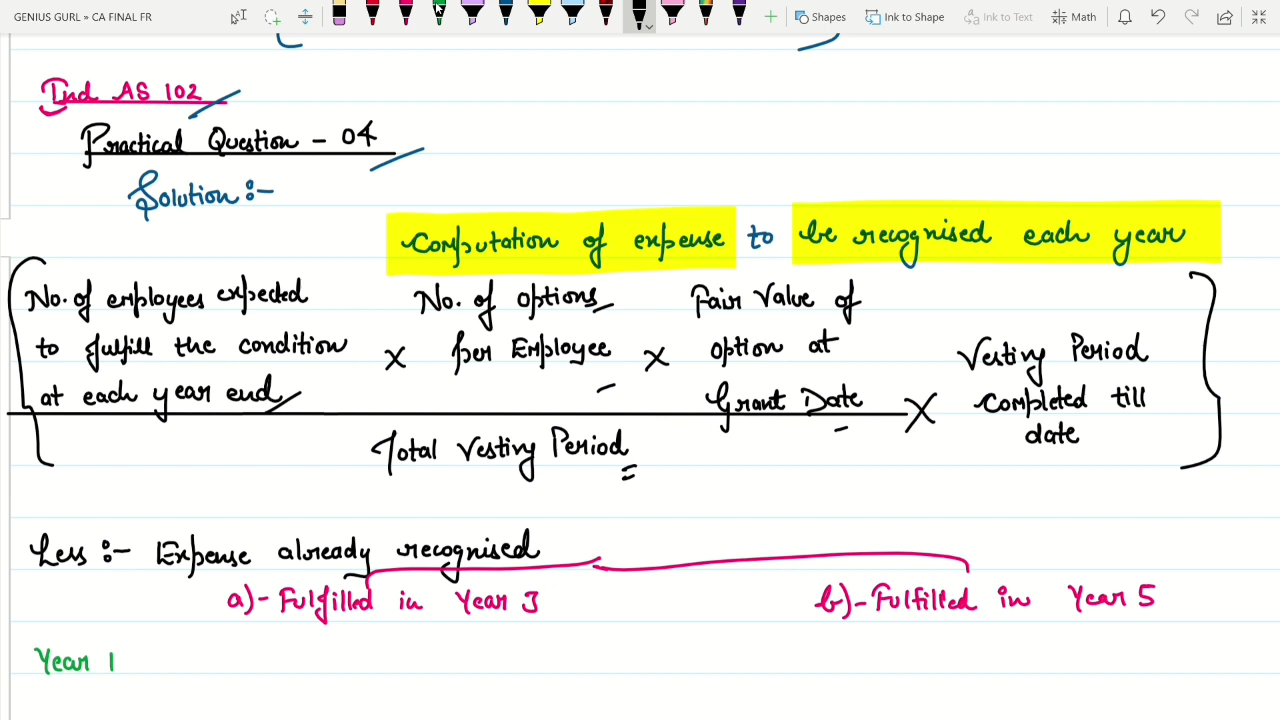 GENIUS GURL » CA FINAL FR
Shapes
Ink to Shape
Ink to Text
Math
Ind AS 102
Practical Question - 04
Solution :-
Computation of expense to be recognised each year
No. of employees expected to fulfill the condition at each year end × No. of options per Employee × Fair Value of option at Grant Date × Vesting Period completed till date
Total Vesting Period
Less :- Expense already recognised
a)- Fulfilled in Year 3
b)- Fulfilled in Year 5
Year 1